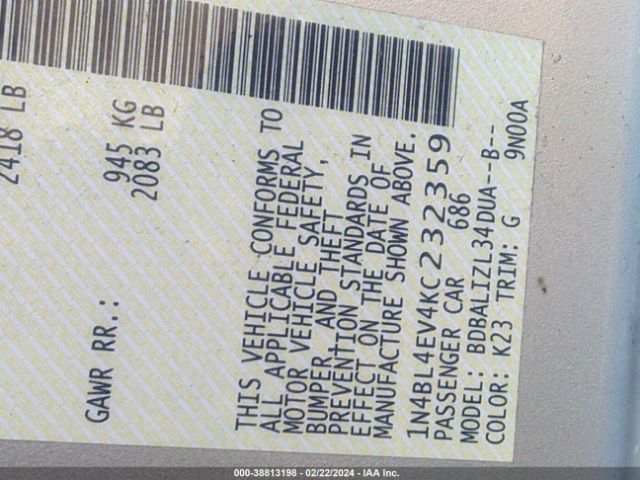 2418 LB
GAWR RR.: 945 KG
2083 LB
THIS VEHICLE CONFORMS TO
ALL APPLICABLE FEDERAL
MOTOR VEHICLE SAFETY,
BUMPER, AND THEFT
PREVENTION STANDARDS IN
EFFECT ON THE DATE OF
MANUFACTURE SHOWN ABOVE.
1N4BL4EV4KC232359
PASSENGER CAR 686
MODEL: BDBALIZL34DUA--B--
COLOR: K23 TRIM: G 9N00A
000-38813198 - 02/22/2024 - IAA Inc.